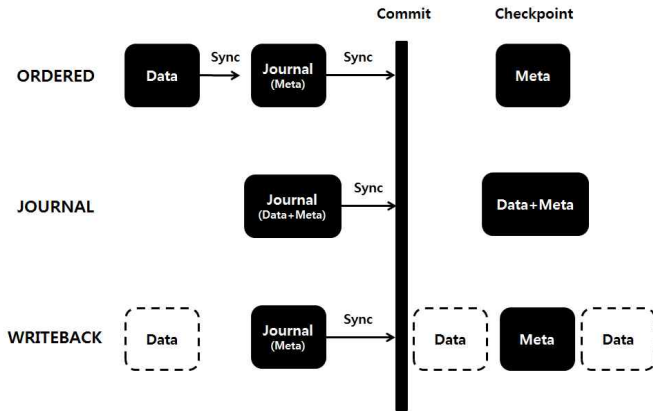 Commit
Checkpoint
ORDERED
Data
Sync
Journal
(Meta)
Sync
Meta
JOURNAL
Journal
(Data+Meta)
Sync
Data+Meta
WRITEBACK
Data
Journal
(Meta)
Sync
Data
Meta
Data